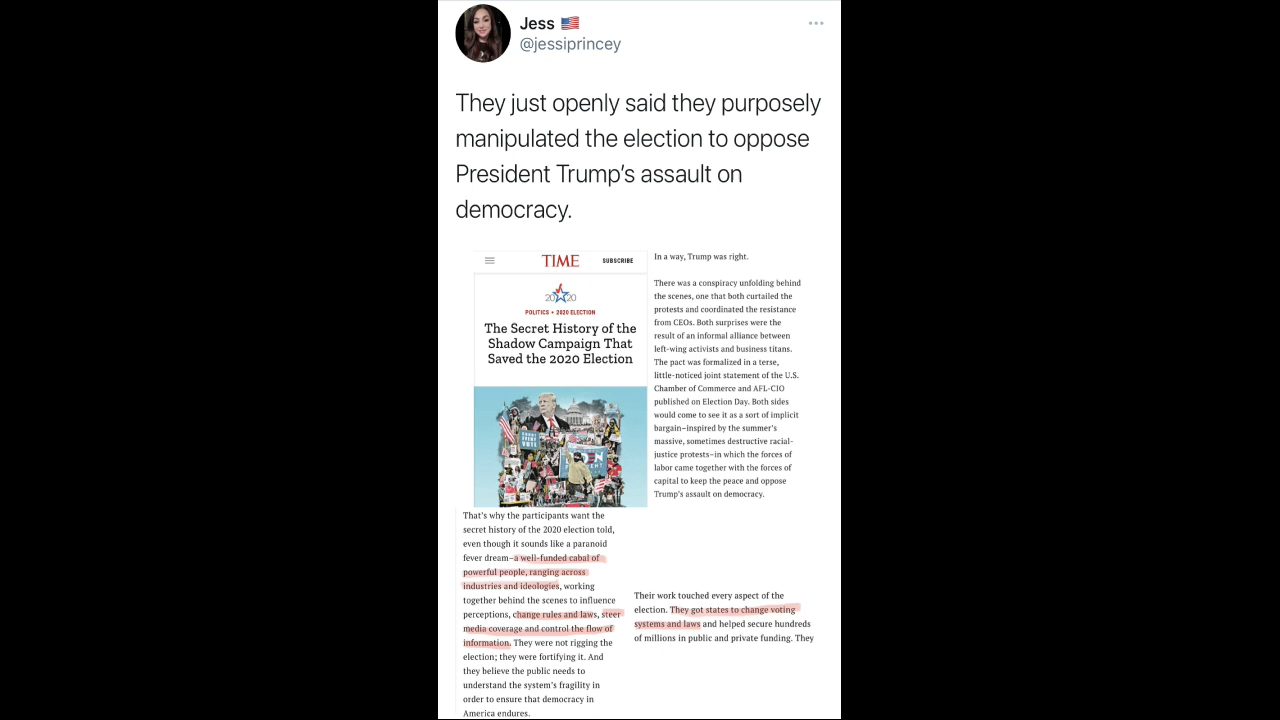 Jess 🇺🇸
@jessiprincey
They just openly said they purposely
manipulated the election to oppose
President Trump's assault on
democracy.
TIME
SUBSCRIBE
2020
POLITICS • 2020 ELECTION
The Secret History of the
Shadow Campaign That
Saved the 2020 Election
VOTE
In a way, Trump was right.
There was a conspiracy unfolding behind
the scenes, one that both curtailed the
protests and coordinated the resistance
from CEOs. Both surprises were the
result of an informal alliance between
left-wing activists and business titans.
The pact was formalized in a terse,
little-noticed joint statement of the U.S.
Chamber of Commerce and AFL-CIO
published on Election Day. Both sides
would come to see it as a sort of implicit
bargain–inspired by the summer's
massive, sometimes destructive racial-
justice protests–in which the forces of
labor came together with the forces of
capital to keep the peace and oppose
Trump's assault on democracy.
That's why the participants want the
secret history of the 2020 election told,
even though it sounds like a paranoid
fever dream–a well-funded cabal of
powerful people, ranging across
industries and ideologies, working
together behind the scenes to influence
perceptions, change rules and laws, steer
media coverage and control the flow of
information. They were not rigging the
election; they were fortifying it. And
they believe the public needs to
understand the system's fragility in
order to ensure that democracy in
America endures.
Their work touched every aspect of the
election. They got states to change voting
systems and laws and helped secure hundreds
of millions in public and private funding. They